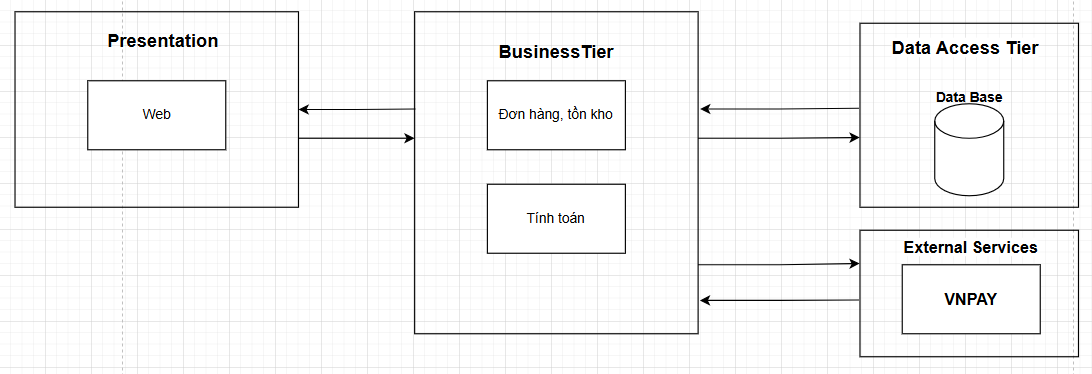 Presentation
Web
BusinessTier
Đơn hàng, tồn kho
Tính toán
Data Access Tier
Data Base
External Services
VNPAY